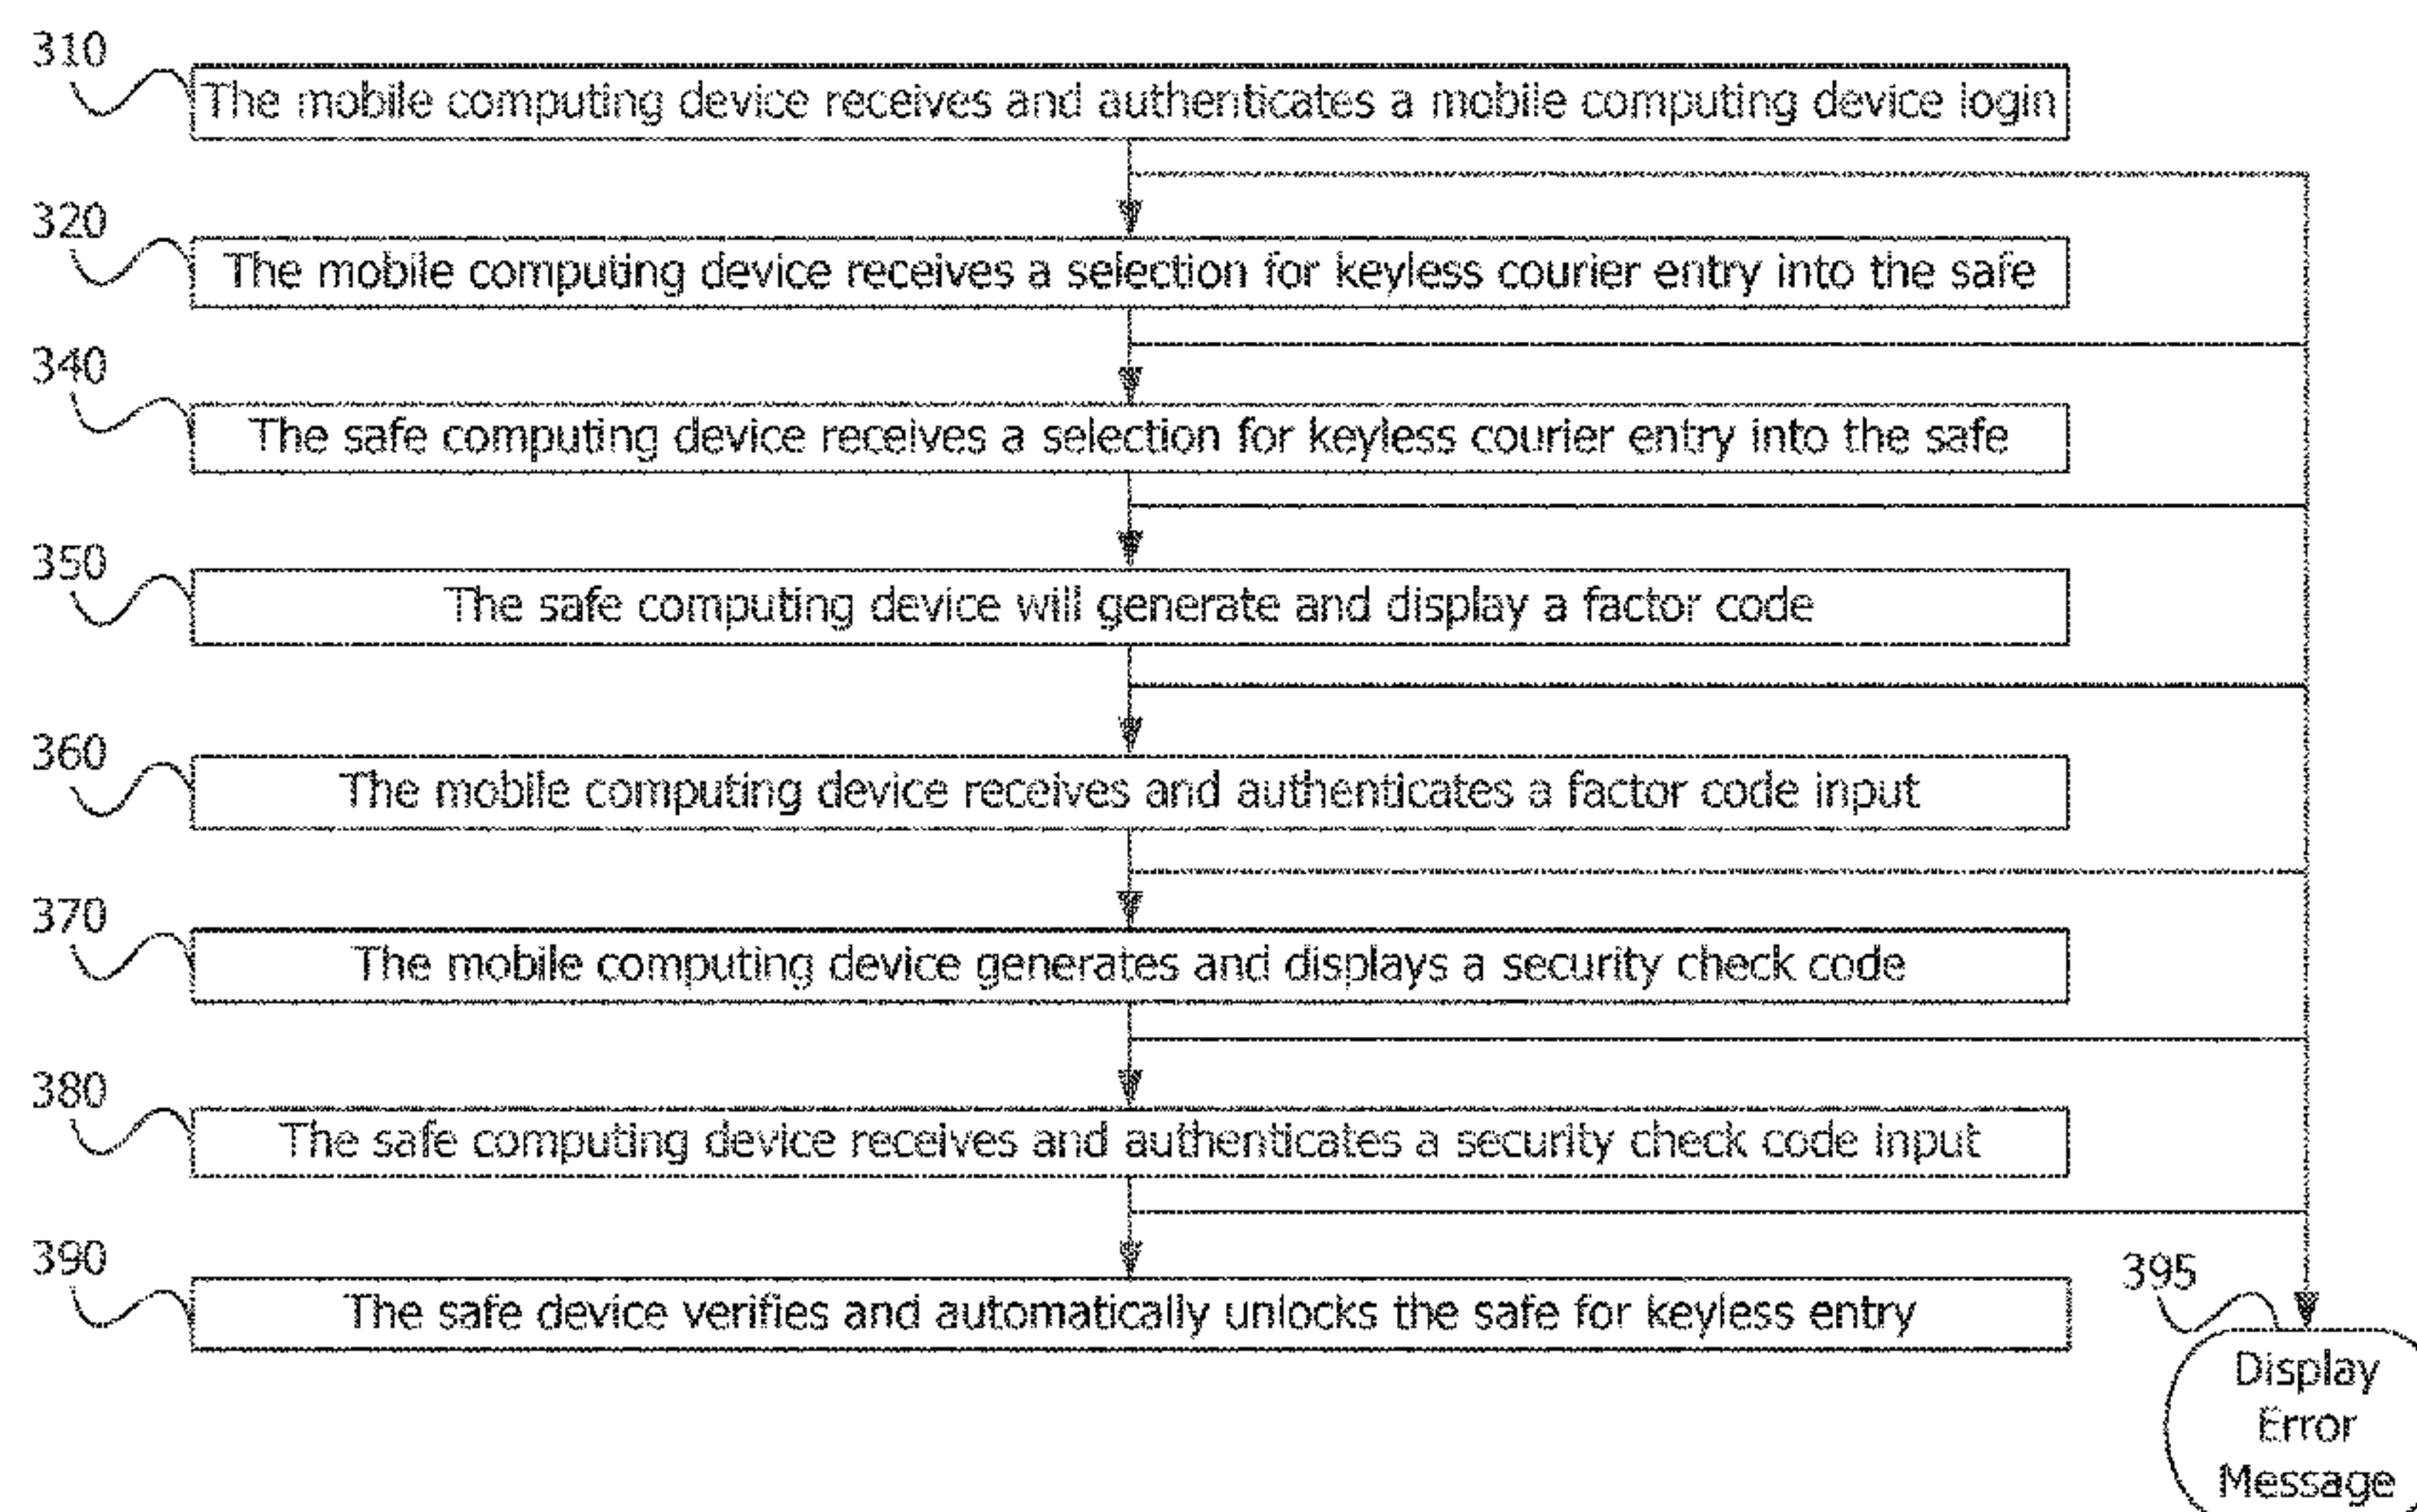 310
The mobile computing device receives and authenticates a mobile computing device login
320
The mobile computing device receives a selection for keyless courier entry into the safe
340
The safe computing device receives a selection for keyless courier entry into the safe
350
The safe computing device will generate and display a factor code
360
The mobile computing device receives and authenticates a factor code input
370
The mobile computing device generates and displays a security check code
380
The safe computing device receives and authenticates a security check code input
390
The safe device verifies and automatically unlocks the safe for keyless entry
395
Display
Error
Message